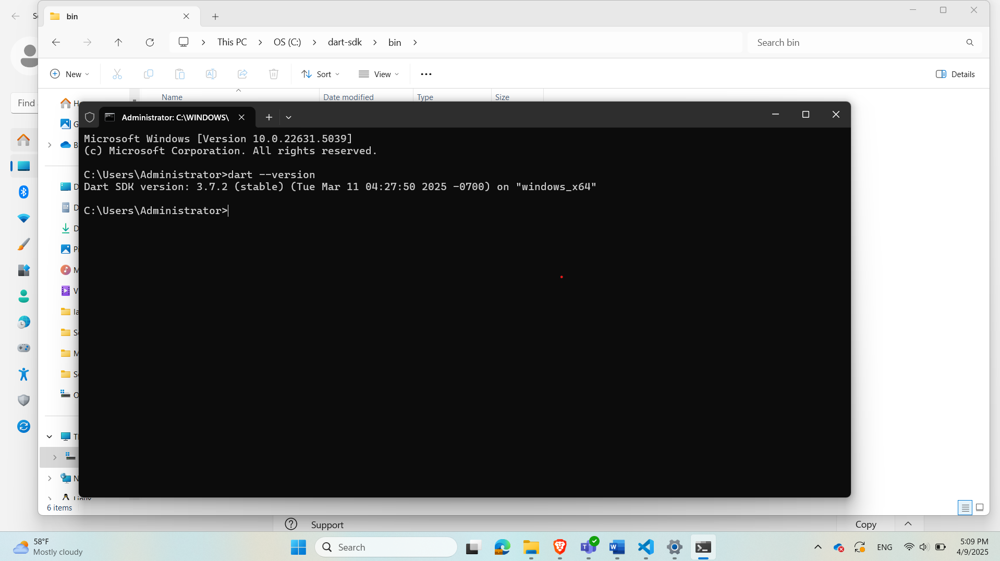 bin
This PC
OS (C:)
dart-sdk
bin
Search bin
New
Sort
View
Details
Find
Name
Date modified
Type
Size
Administrator: C:\WINDOWS\
Microsoft Windows [Version 10.0.22631.5039]
(c) Microsoft Corporation. All rights reserved.
C:\Users\Administrator>dart --version
Dart SDK version: 3.7.2 (stable) (Tue Mar 11 04:27:50 2025 -0700) on "windows_x64"
C:\Users\Administrator>
6 items
Support
Copy
58°F
Mostly cloudy
Search
ENG
5:09 PM
4/9/2025